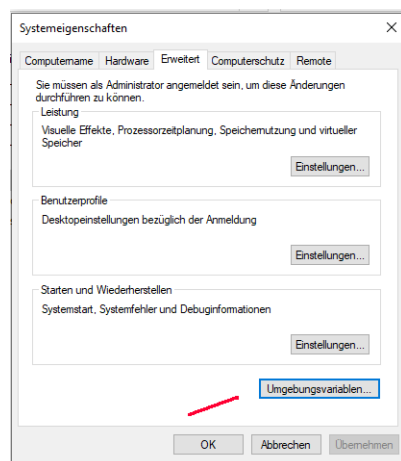 Systemeigenschaften
Computername Hardware Erweitert Computerschutz Remote
Sie müssen als Administrator angemeldet sein, um diese Änderungen
durchführen zu können.
Leistung
Visuelle Effekte, Prozessorzeitplanung, Speichernutzung und virtueller
Speicher
Einstellungen...
Benutzerprofile
Desktopeinstellungen bezüglich der Anmeldung
Einstellungen...
Starten und Wiederherstellen
Systemstart, Systemfehler und Debuginformationen
Einstellungen...
Umgebungsvariablen...
OK Abbrechen Übernehmen